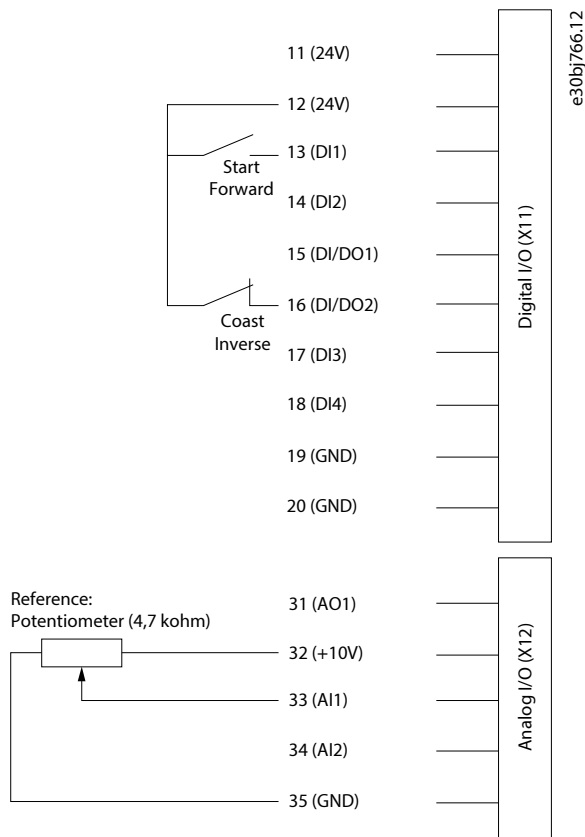 e30bj766.12
11 (24V)
12 (24V)
13 (DI1)
Start
Forward
14 (DI2)
15 (DI/DO1)
16 (DI/DO2)
Coast
Inverse
17 (DI3)
18 (DI4)
19 (GND)
20 (GND)
Digital I/O (X11)
Reference:
Potentiometer (4,7 kohm)
31 (AO1)
32 (+10V)
33 (AI1)
34 (AI2)
35 (GND)
Analog I/O (X12)